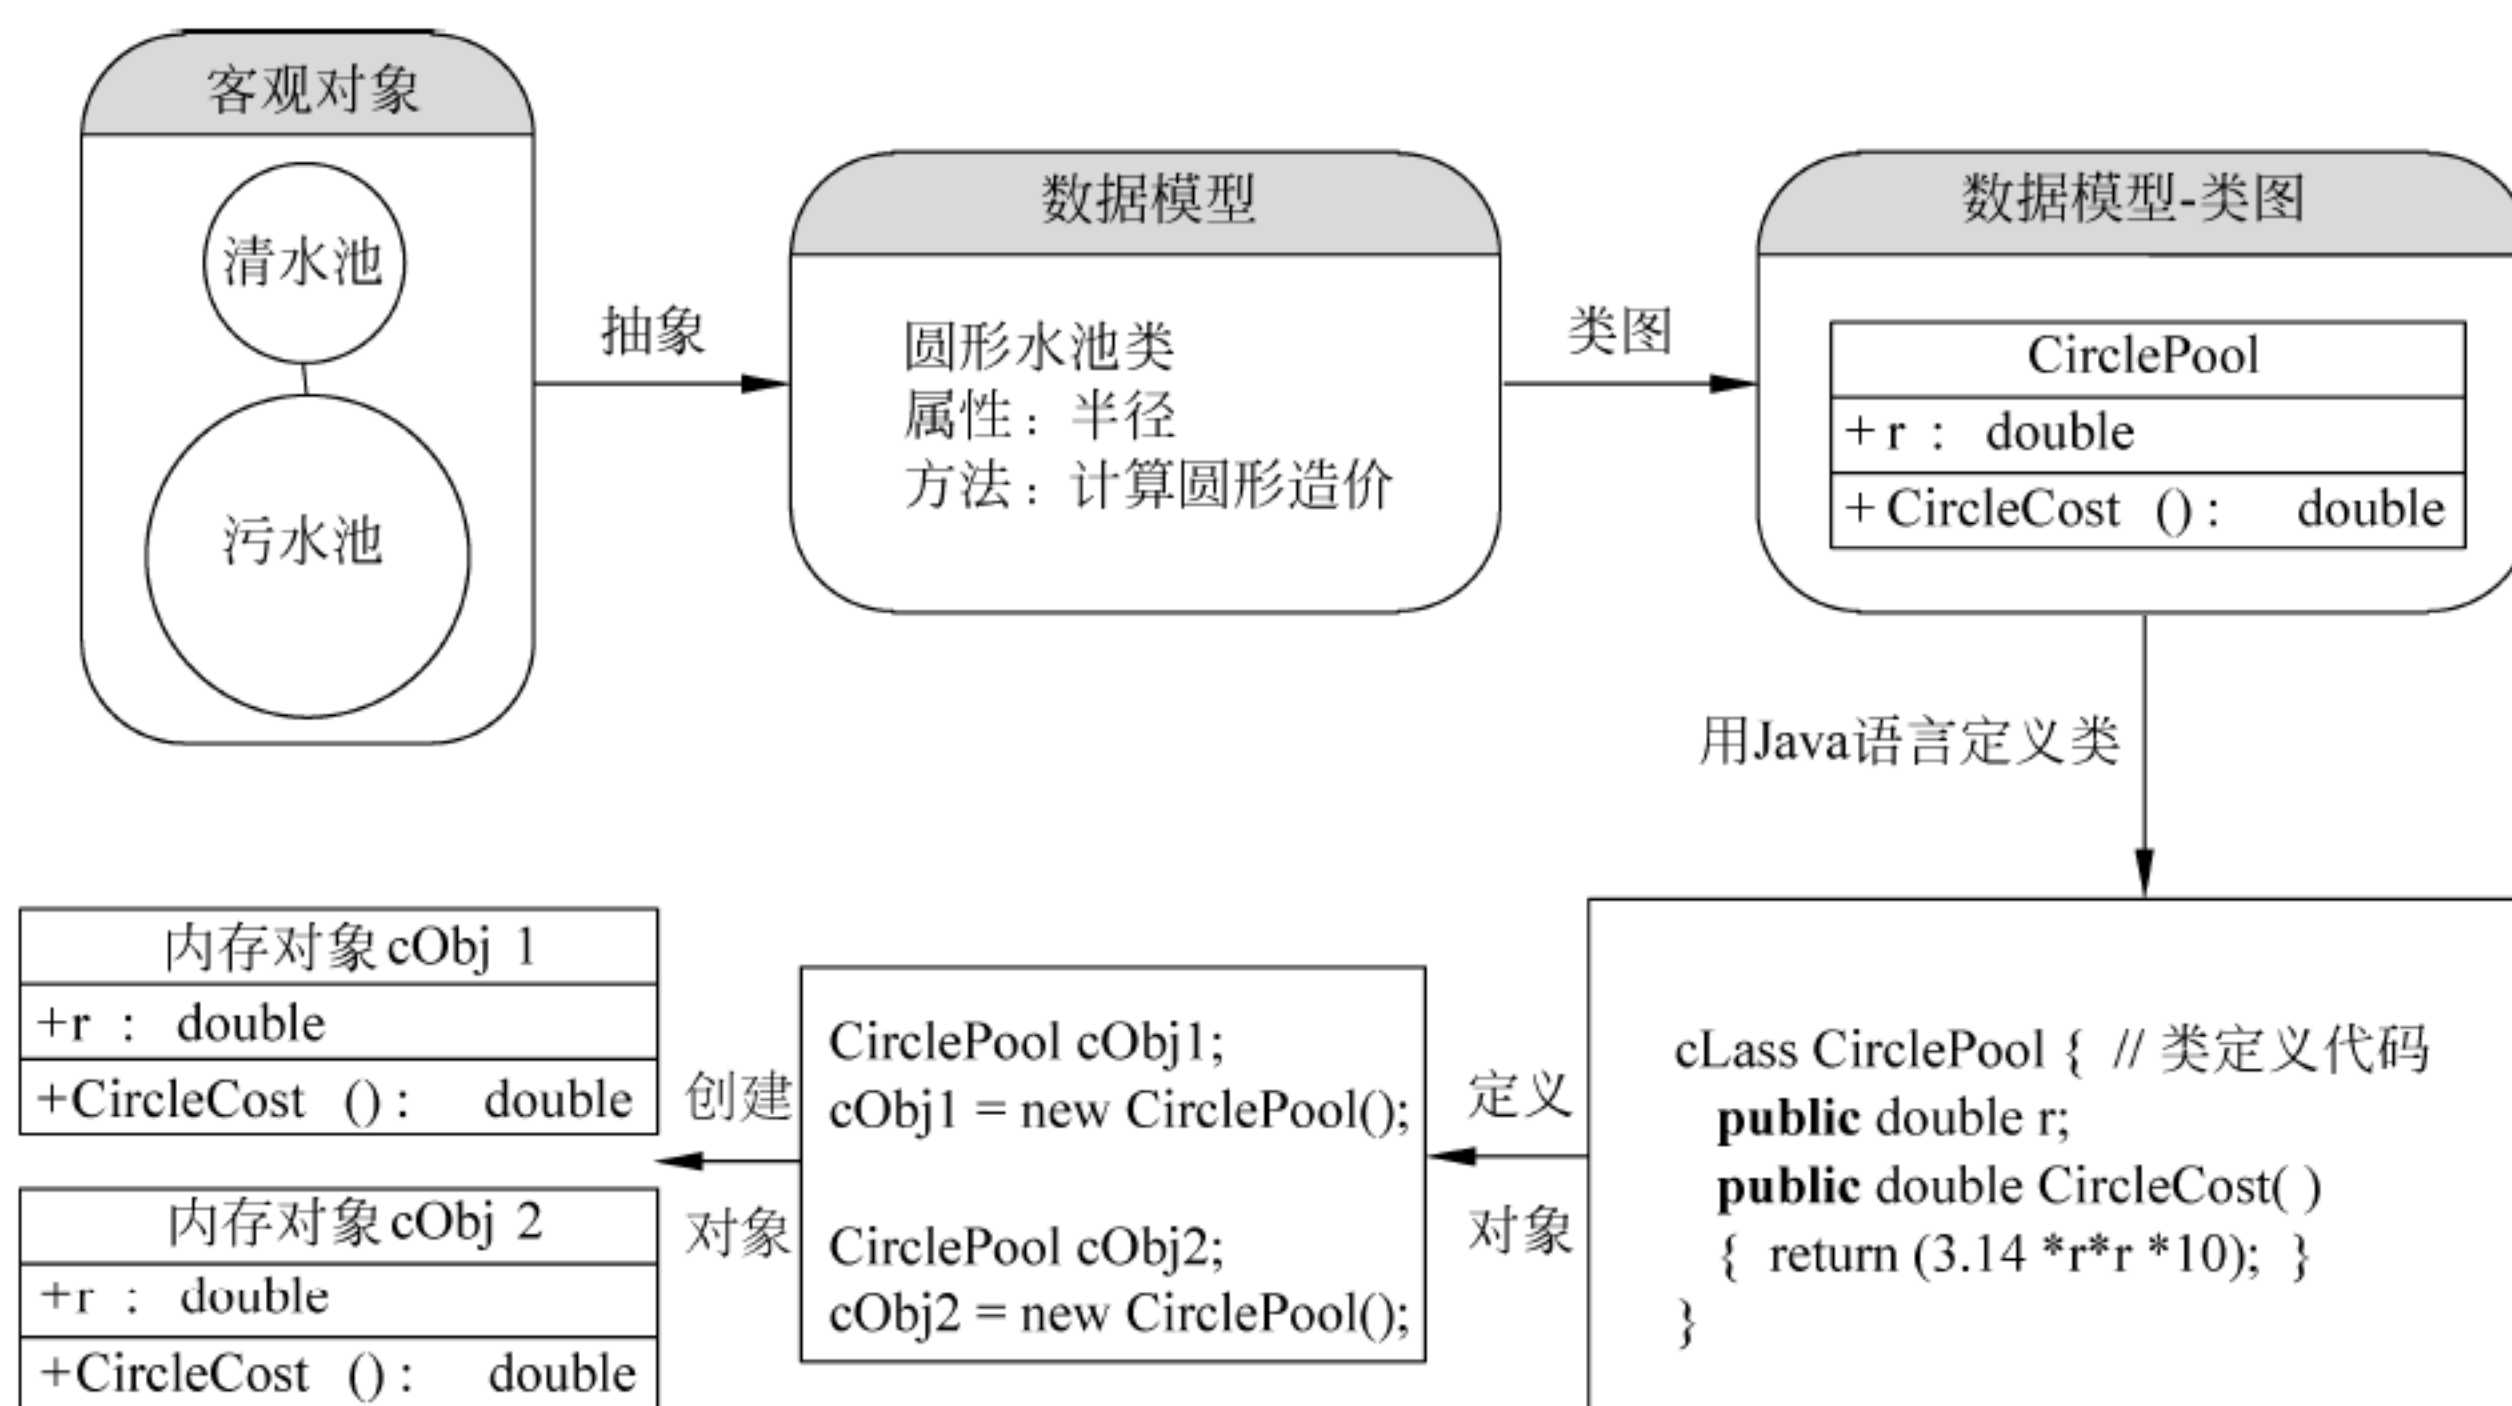 客观对象
清水池
污水池
抽象
数据模型
圆形水池类
属性：半径
方法：计算圆形造价
类图
数据模型-类图
CirclePool
+ r : double
+ CircleCost () : double
用Java语言定义类
cLass CirclePool { // 类定义代码
public double r;
public double CircleCost( )
{ return (3.14 *r*r *10); }
}
定义
对象
CirclePool cObj1;
cObj1 = new CirclePool();
CirclePool cObj2;
cObj2 = new CirclePool();
创建
对象
内存对象cObj 1
+r : double
+CircleCost () : double
内存对象cObj 2
+r : double
+CircleCost () : double